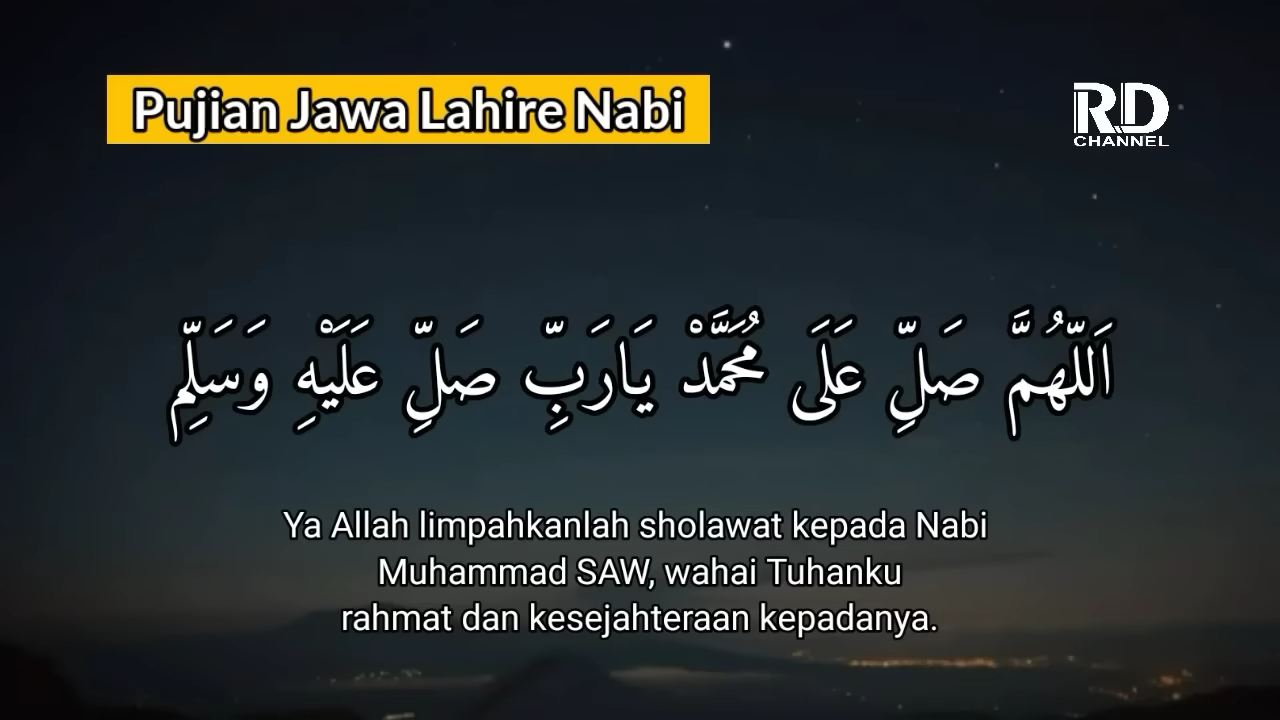 Pujian Jawa Lahire Nabi
RD
CHANNEL
اَللّٰهُمَّ صَلِّ عَلَى مُحَمَّدْ يَارَبِّ صَلِّ عَلَيْهِ وَسَلِّمْ
Ya Allah limpahkanlah sholawat kepada Nabi
Muhammad SAW, wahai Tuhanku
rahmat dan kesejahteraan kepadanya.